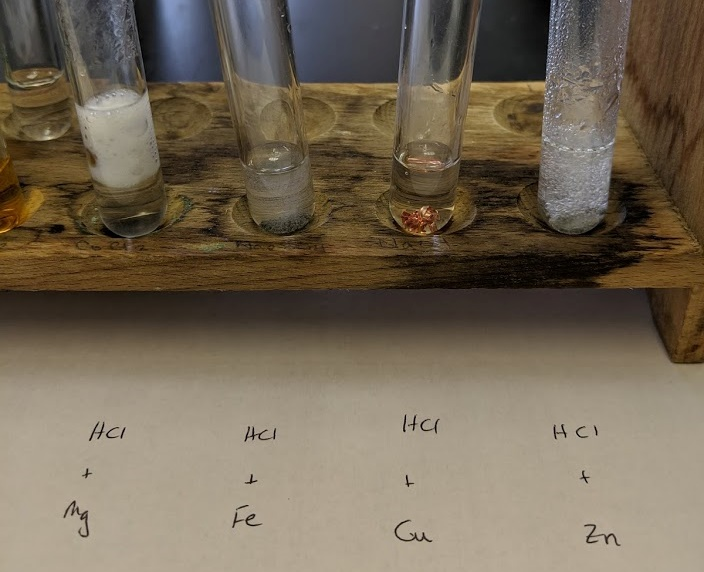 HCl HCl HCl HCl
+ + + +
Mg Fe Cu Zn